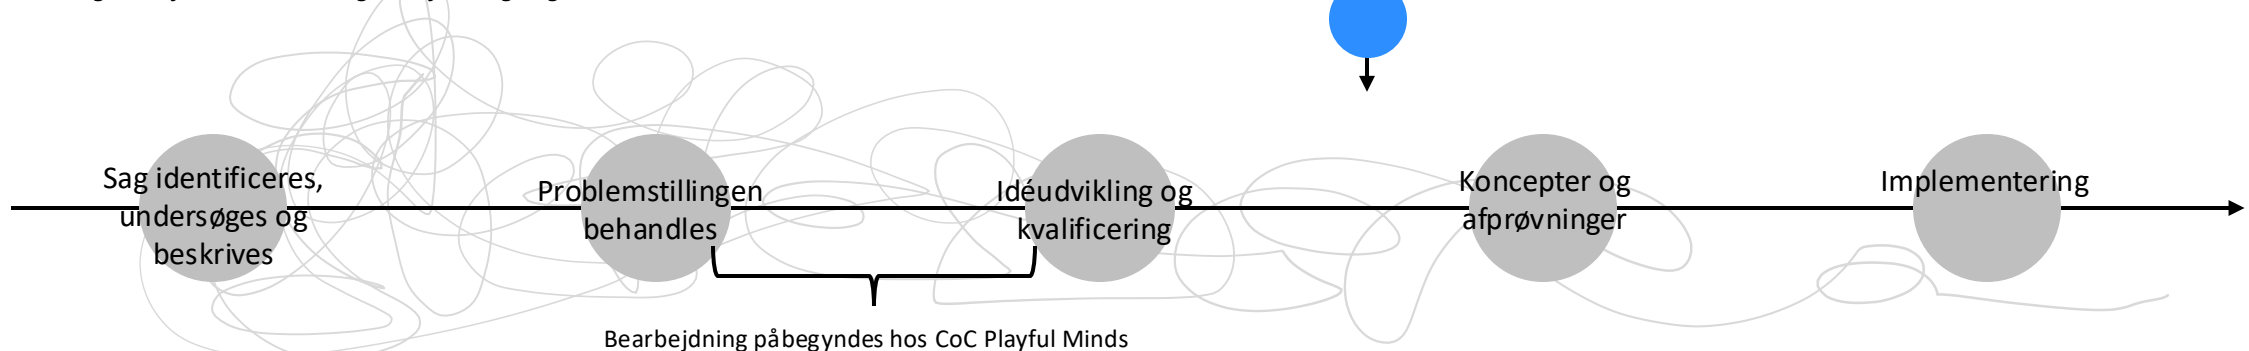 Sag identificeres,
undersøges og
beskrives
Problemstillingen
behandles
Idéudvikling og
kvalificering
Koncepter og
afprøvninger
Implementering
Bearbejdning påbegyndes hos CoC Playful Minds